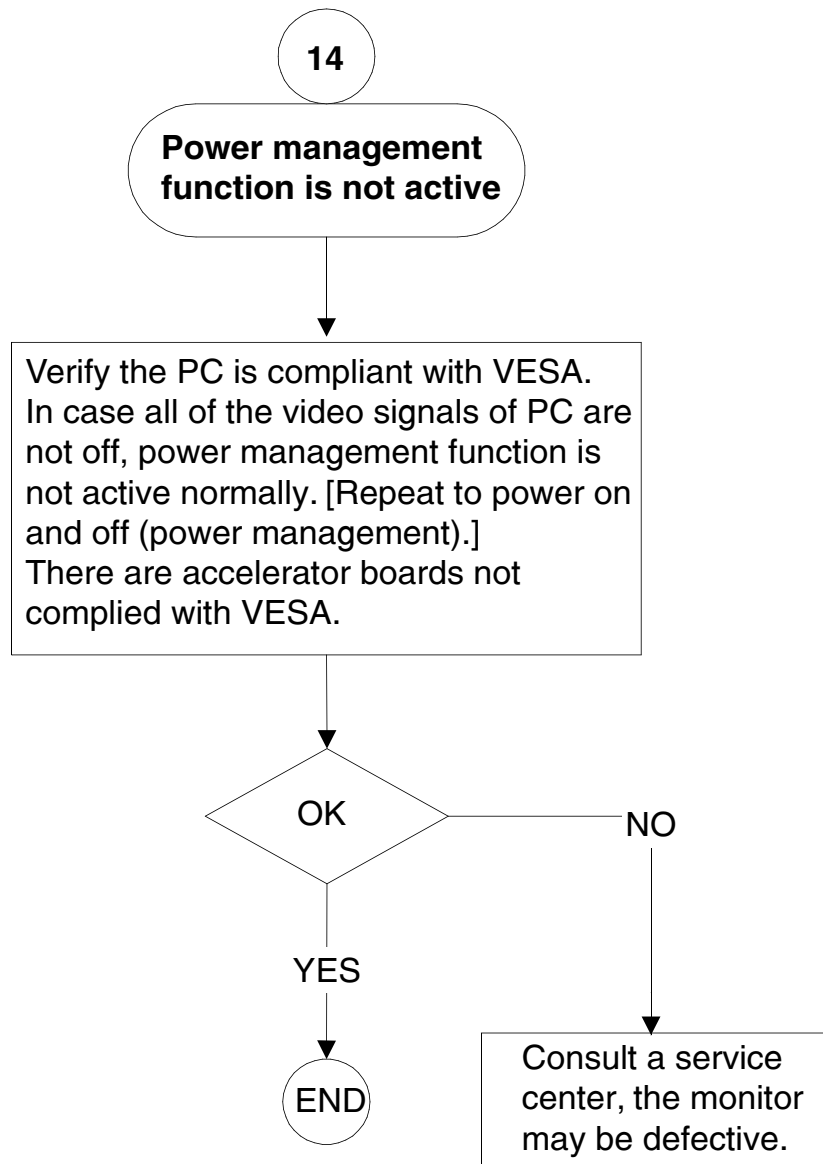 14
Power management
function is not active
Verify the PC is compliant with VESA.
In case all of the video signals of PC are
not off, power management function is
not active normally. [Repeat to power on
and off (power management).]
There are accelerator boards not
complied with VESA.
OK
NO
YES
END
Consult a service
center, the monitor
may be defective.